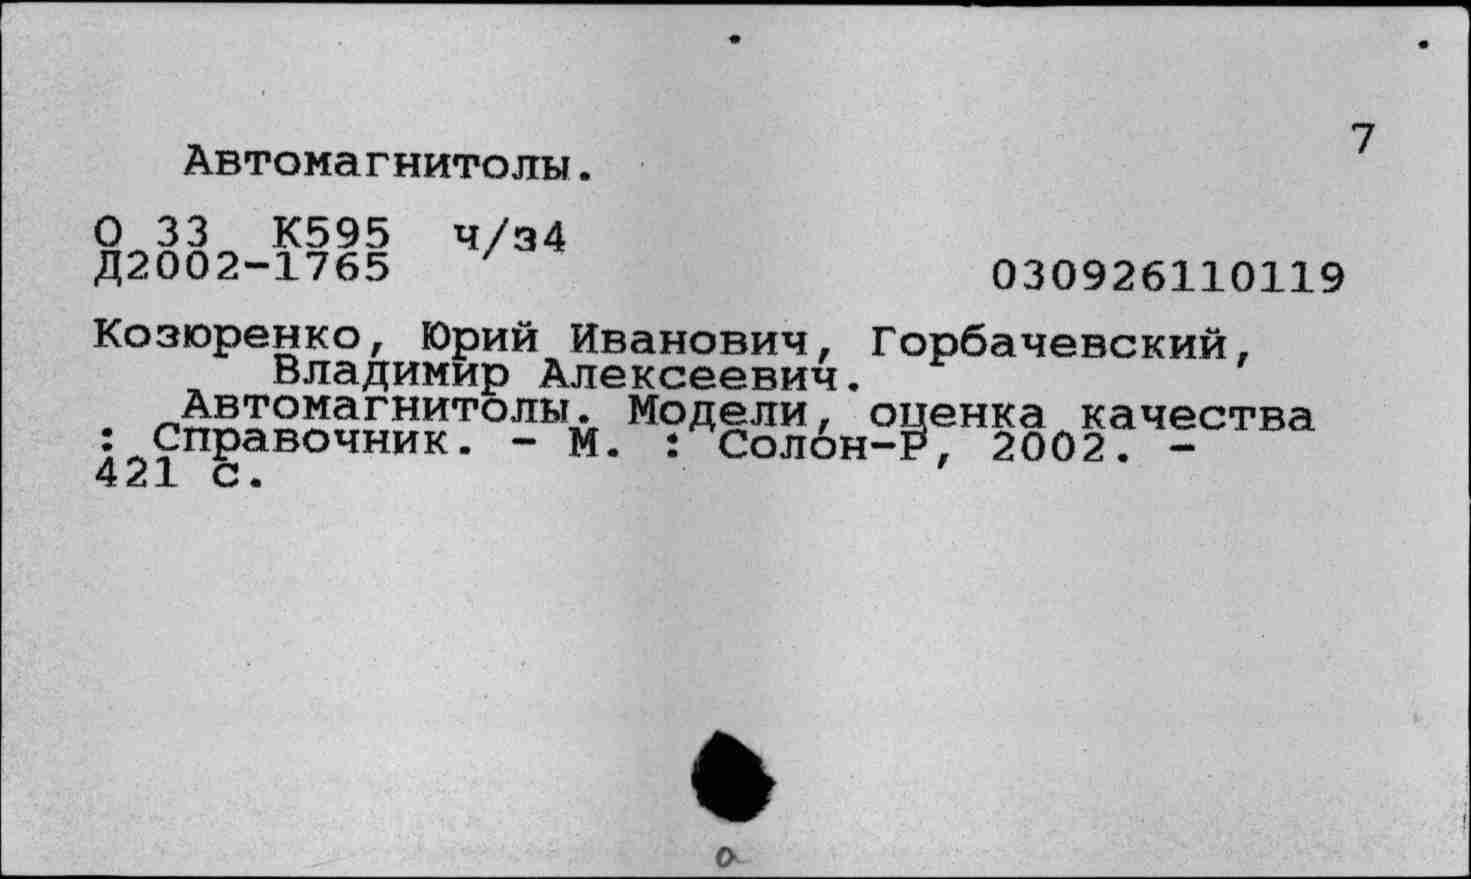 7
Автомагнитолы.
О 33 К595 ч/з4
Д2002-1765
030926110119
Козюренко, Юрий Иванович, Горбачевский,
Владимир Алексеевич.
Автомагнитолы. Модели, оценка качества
: Справочник. - М. : Солон-Р, 2002. -
421 с.